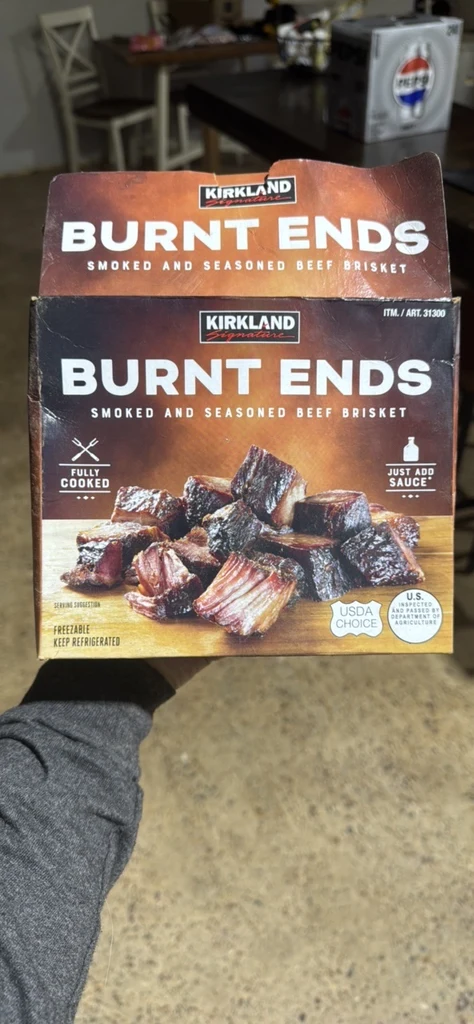 KIRKLAND
Signature
BURNT ENDS
SMOKED AND SEASONED BEEF BRISKET
ITM. / ART. 31300
KIRKLAND
Signature
BURNT ENDS
SMOKED AND SEASONED BEEF BRISKET
FULLY
COOKED
JUST ADD
SAUCE*
SERVING SUGGESTION
FREEZABLE
KEEP REFRIGERATED
USDA
CHOICE
U.S.
INSPECTED
AND PASSED BY
DEPARTMENT OF
AGRICULTURE
pepsi